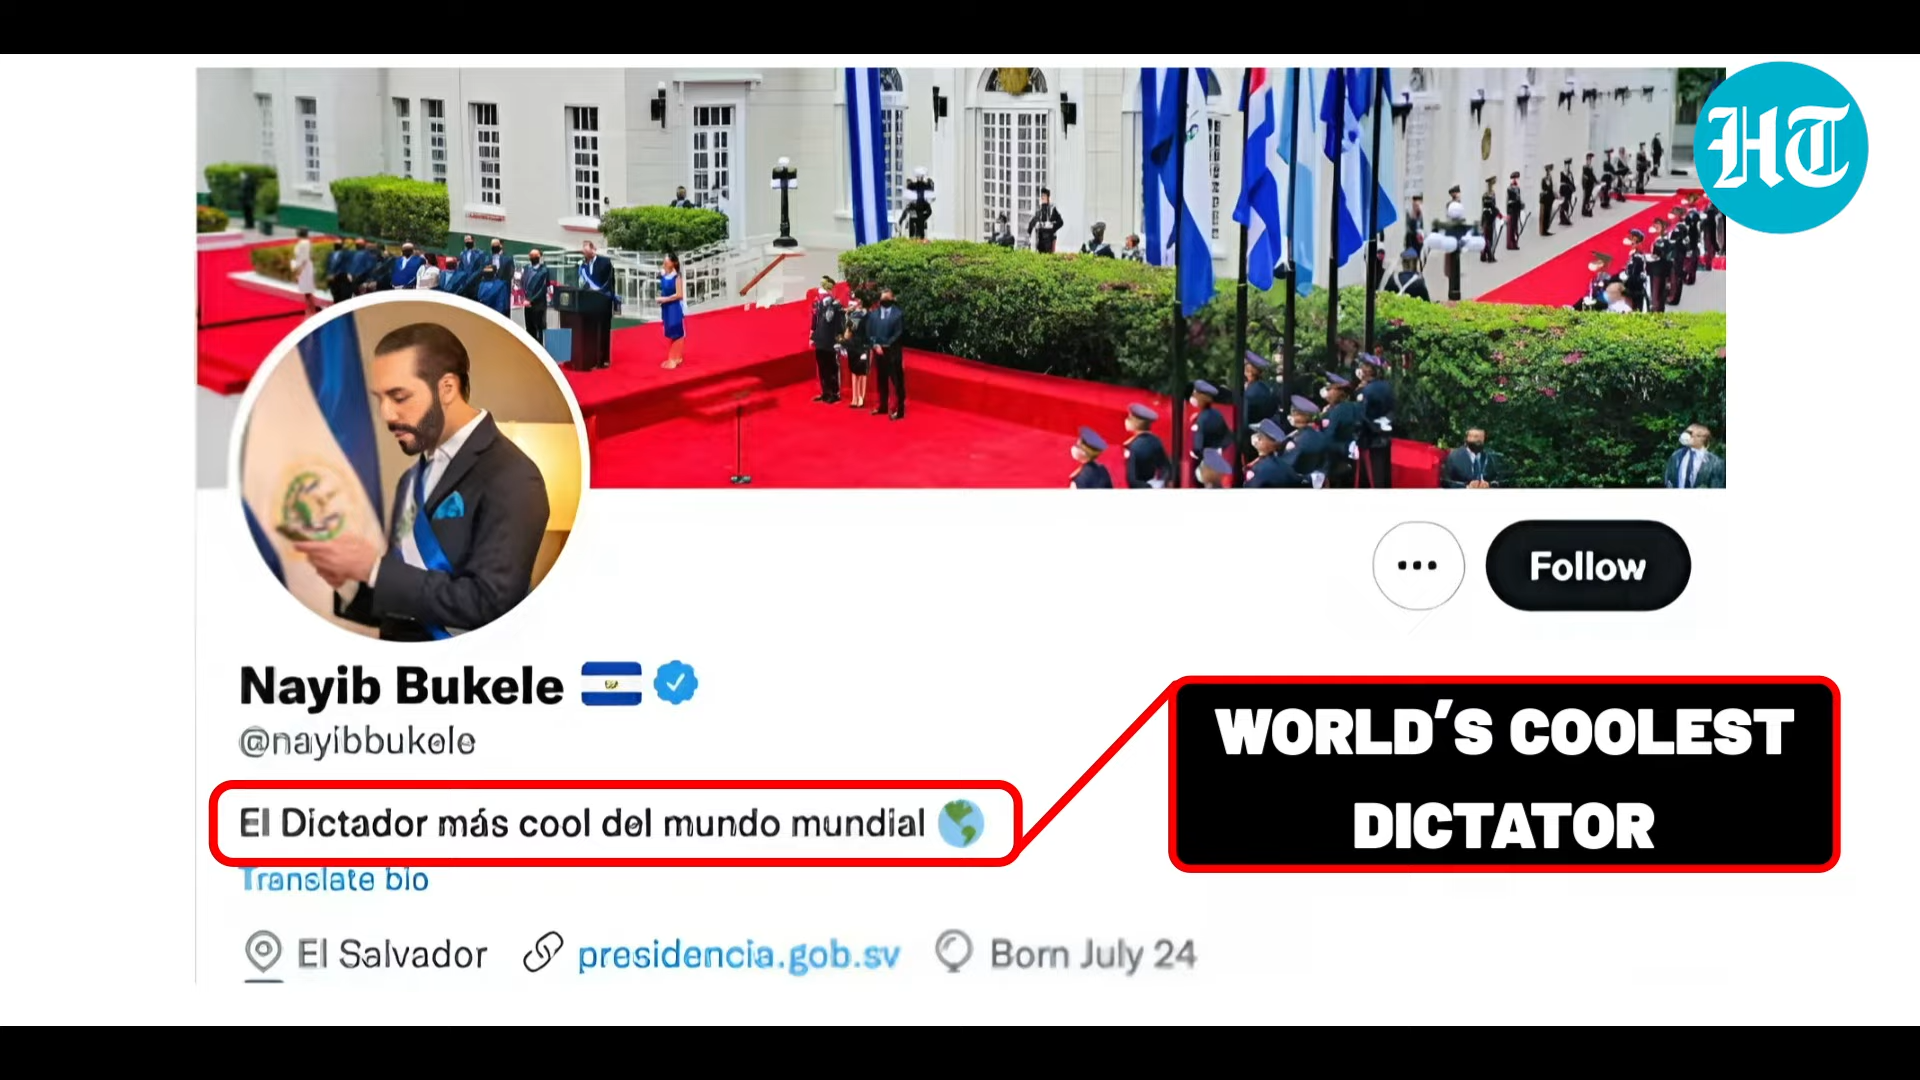 HT
Nayib Bukele
@nayibbukele
El Dictador más cool del mundo mundial
Translate bio
El Salvador presidencia.gob.sv Born July 24
Follow
WORLD'S COOLEST
DICTATOR